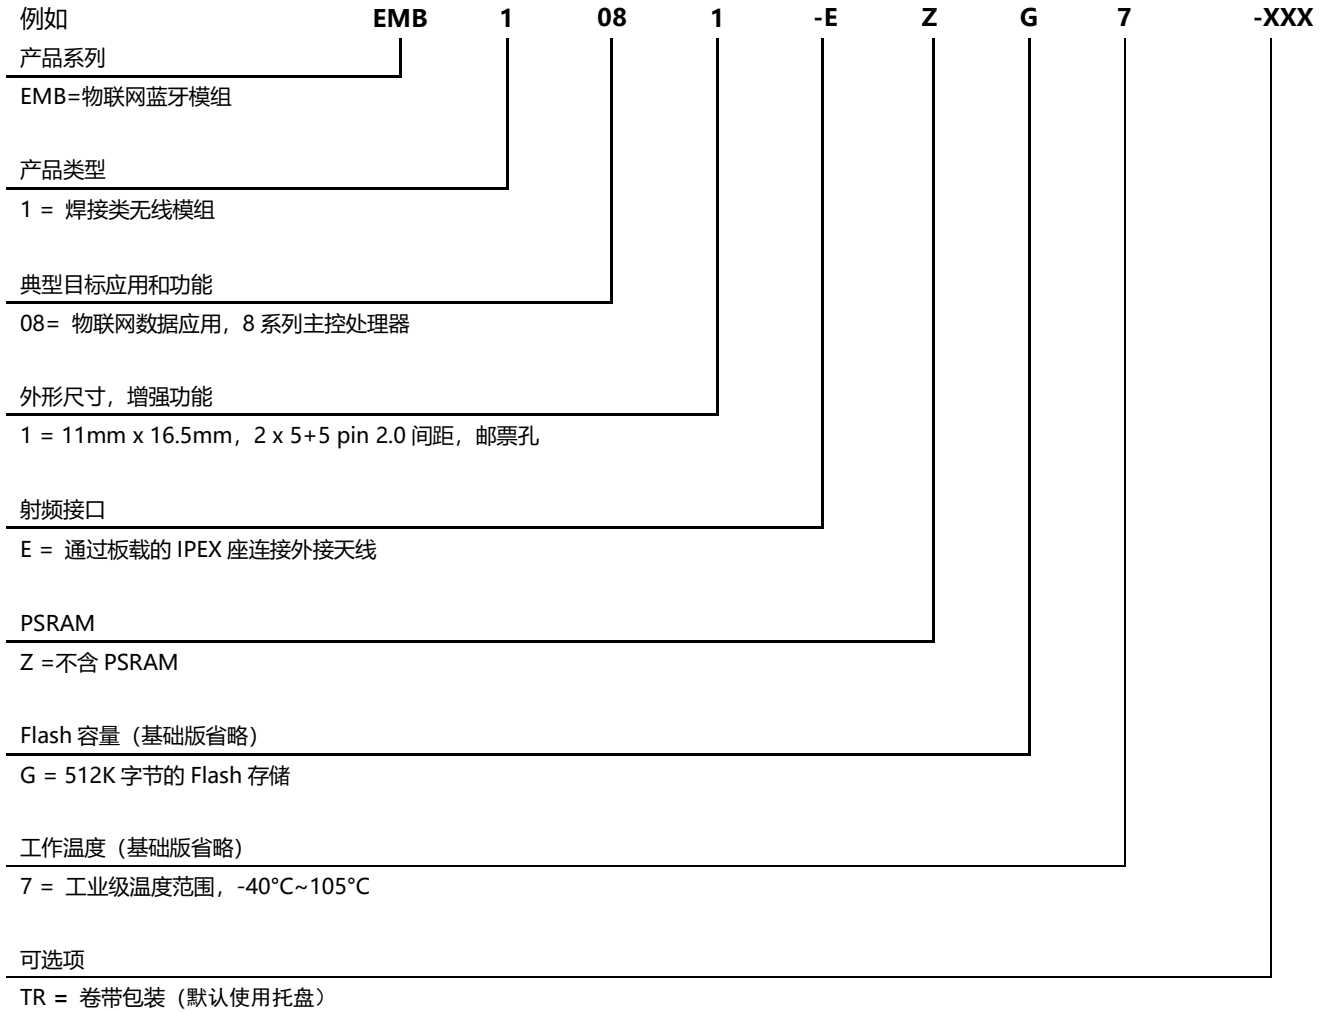 例如 EMB 1 08 1 -E Z G 7 -XXX
产品系列
EMB=物联网蓝牙模组
产品类型
1 = 焊接类无线模组
典型目标应用和功能
08= 物联网数据应用，8 系列主控处理器
外形尺寸，增强功能
1 = 11mm x 16.5mm，2 x 5+5 pin 2.0 间距，邮票孔
射频接口
E = 通过板载的 IPEX 座连接外接天线
PSRAM
Z =不含 PSRAM
Flash 容量（基础版省略）
G = 512K 字节的 Flash 存储
工作温度（基础版省略）
7 = 工业级温度范围，-40°C~105°C
可选项
TR = 卷带包装（默认使用托盘）